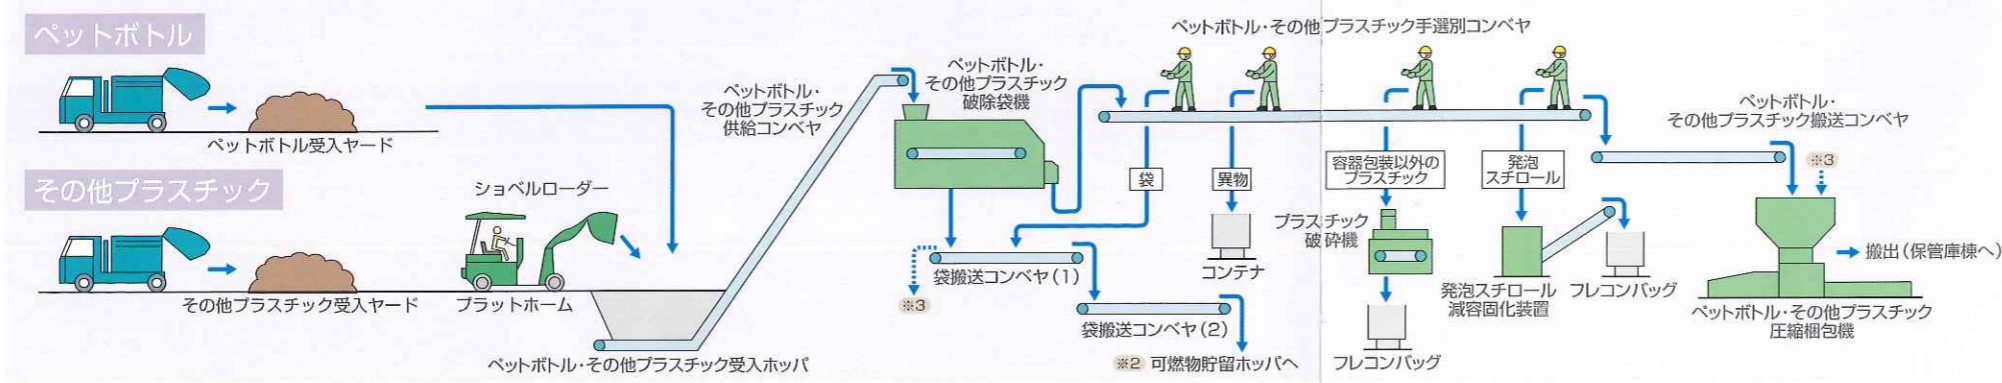 ペットボトル
ペットボトル受入ヤード
その他プラスチック
その他プラスチック受入ヤード
ショベルローダー
プラットホーム
ペットボトル・その他プラスチック受入ホッパ
ペットボトル・
その他プラスチック
供給コンベヤ
ペットボトル・
その他プラスチック
破除袋機
ペットボトル・その他プラスチック手選別コンベヤ
袋
異物
容器包装以外の
プラスチック
発泡
スチロール
※3
袋搬送コンベヤ(1)
袋搬送コンベヤ(2)
※2 可燃物貯留ホッパへ
コンテナ
プラスチック
破砕機
フレコンバッグ
発泡スチロール
減容固化装置
フレコンバッグ
ペットボトル・
その他プラスチック搬送コンベヤ
※3
搬出(保管庫棟へ)
ペットボトル・その他プラスチック
圧縮梱包機